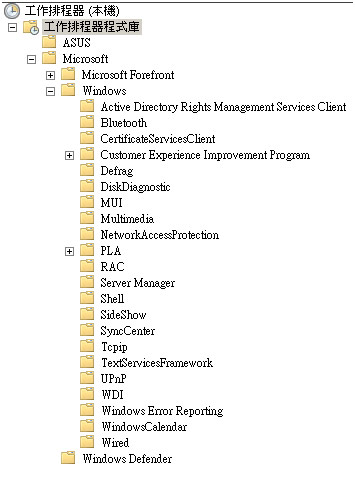 工作排程器 (本機)
工作排程器程式庫
ASUS
Microsoft
Microsoft Forefront
Windows
Active Directory Rights Management Services Client
Bluetooth
CertificateServicesClient
Customer Experience Improvement Program
Defrag
DiskDiagnostic
MUI
Multimedia
NetworkAccessProtection
PLA
RAC
Server Manager
Shell
SideShow
SyncCenter
Tcpip
TextServicesFramework
UPnP
WDI
Windows Error Reporting
WindowsCalendar
Wired
Windows Defender